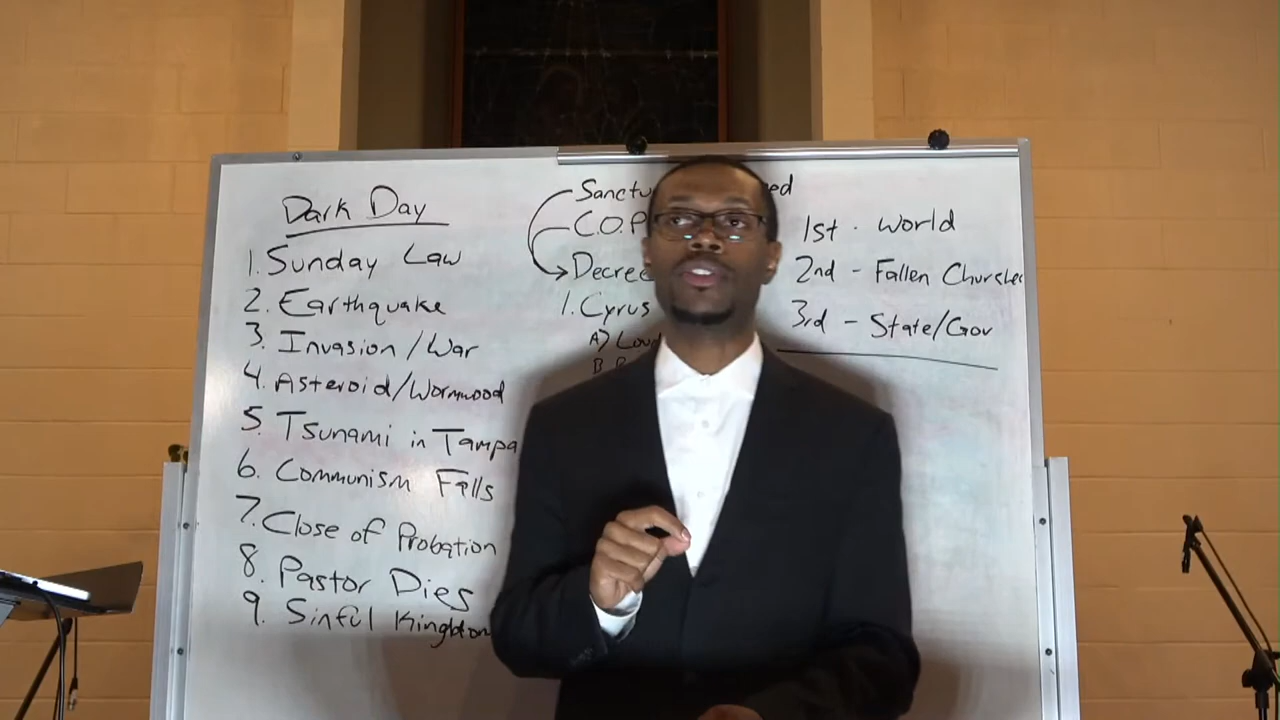 Dark Day
1. Sunday Law
2. Earthquake
3. Invasion / War
4. Asteroid/Wormwood
5. Tsunami in Tampa
6. Communism Falls
7. Close of Probation
8. Pastor Dies
9. Sinful Kingdom
C.O.P
Decree
1. Cyrus
A)
B
1st - World
2nd - Fallen Churches
3rd - State/Gov